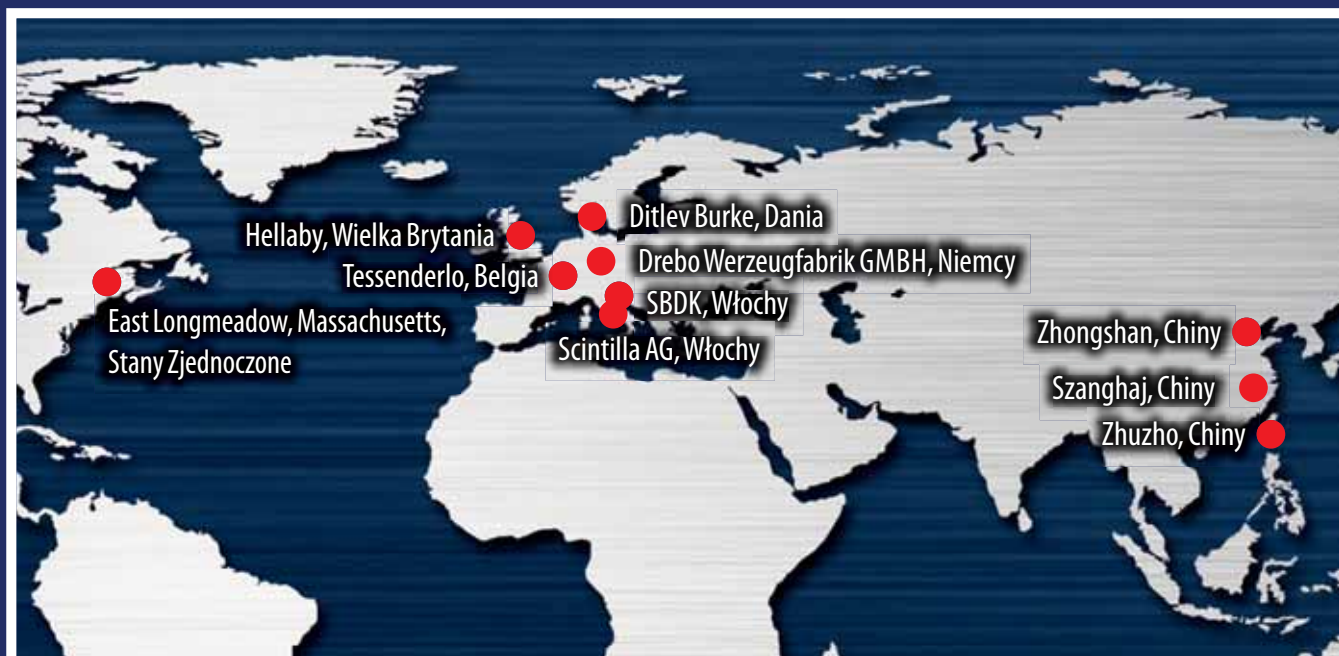 Ditlev Burke, Dania
Hellaby, Wielka Brytania
Drebo Werzeugfabrik GMBH, Niemcy
Tessenderlo, Belgia
SBDK, Włochy
East Longmeadow, Massachusetts,
Stany Zjednoczone
Scintilla AG, Włochy
Zhongshan, Chiny
Szanghaj, Chiny
Zhuzho, Chiny